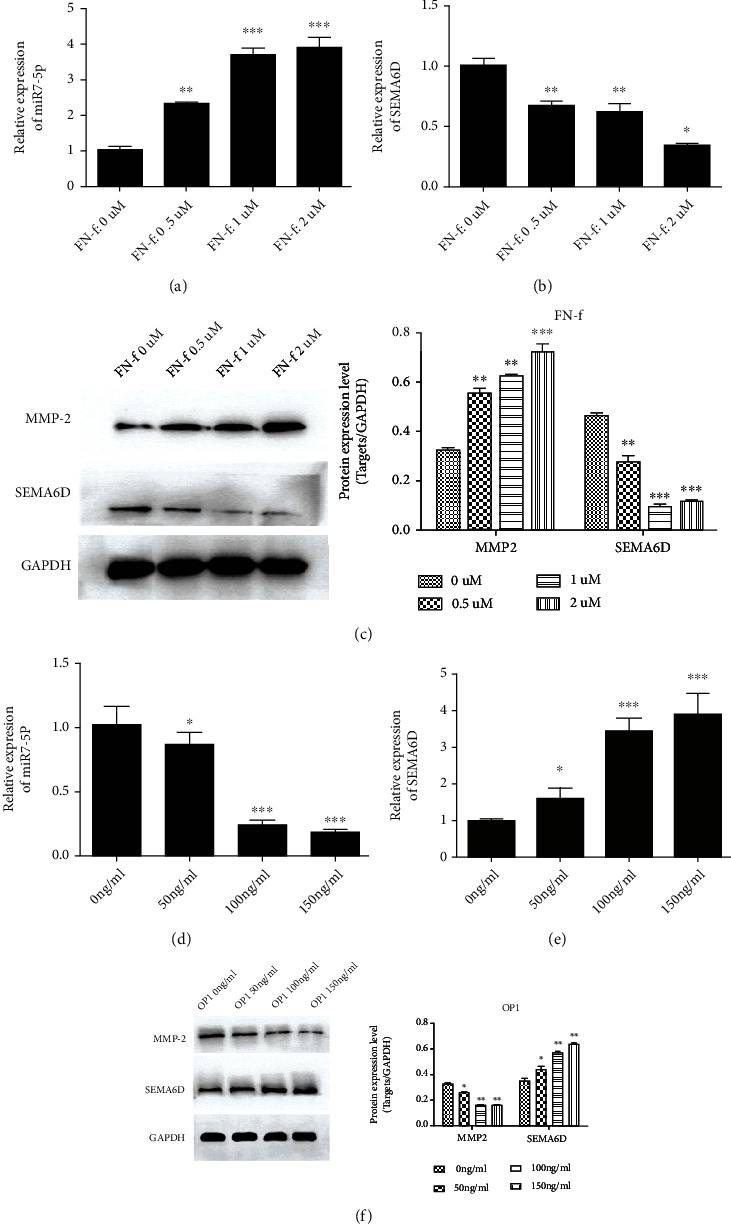 Relative expression
of miR7-5p
5
4
3
2
1
0
**
***
***
FN-f: 0 uM
FN-f: 0 .5 uM
FN-f: 1 uM
FN-f: 2 uM
(a)
Relative expression
of SEMA6D
1.5
1.0
0.5
0.0
**
**
*
FN-f: 0 uM
FN-f: 0 .5 uM
FN-f: 1 uM
FN-f: 2 uM
(b)
FN-f 0 uM
FN-f 0.5 uM
FN-f 1 uM
FN-f 2 uM
MMP-2
SEMA6D
GAPDH
FN-f
Protein expression level
(Targets/GAPDH)
0.8
0.6
0.4
0.2
0.0
**
**
***
**
***
***
MMP2
SEMA6D
0 uM
1 uM
0.5 uM
2 uM
(c)
Relative expresion
of miR7-5P
1.5
1.0
0.5
0.0
*
***
***
0ng/ml
50ng/ml
100ng/ml
150ng/ml
(d)
Relative expression
of SEMA6D
5
4
3
2
1
0
*
***
***
0ng/ml
50ng/ml
100ng/ml
150ng/ml
(e)
OP1 0ng/ml
OP1 50ng/ml
OP1 100ng/ml
OP1 150ng/ml
MMP-2
SEMA6D
GAPDH
OP1
Protein expression level
(Targets/GAPDH)
0.8
0.6
0.4
0.2
0.0
*
**
**
*
**
**
MMP2
SEMA6D
0ng/ml
100ng/ml
50ng/ml
150ng/ml
(f)